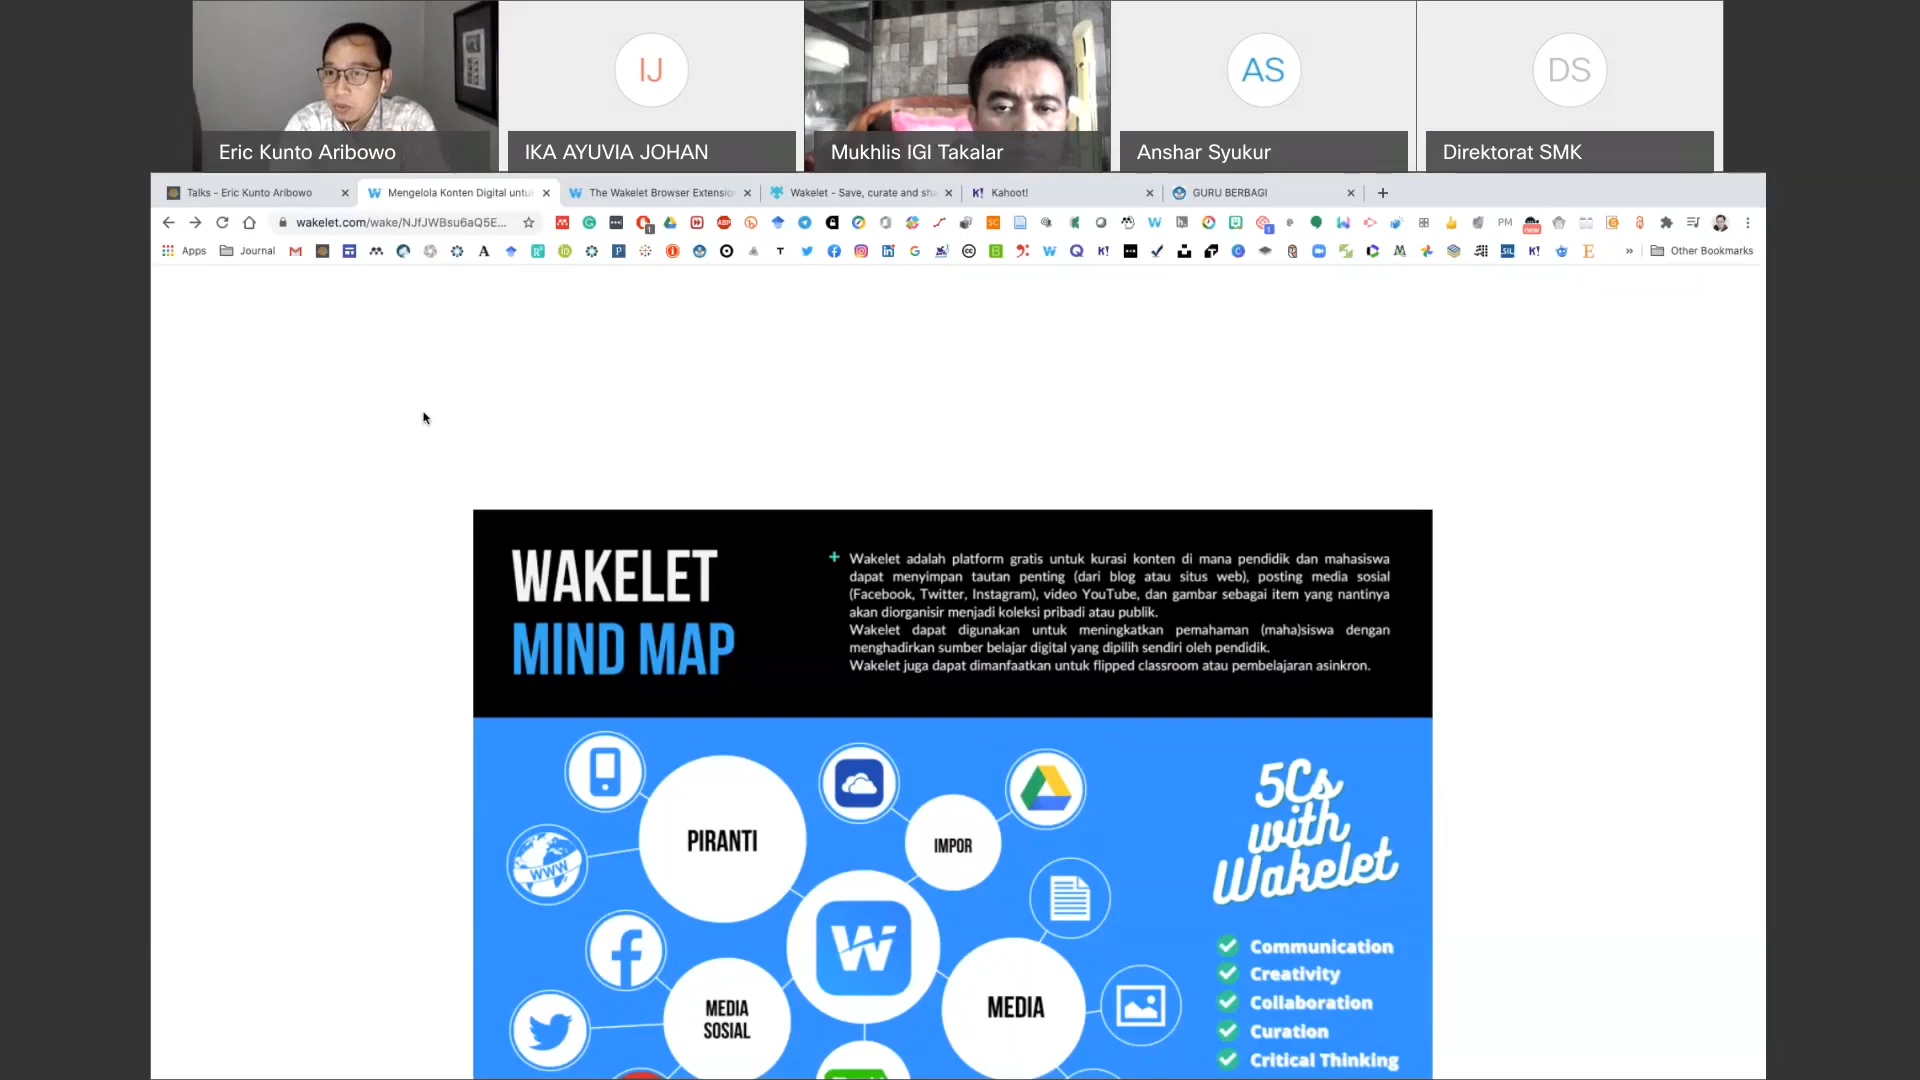 IJ
AS
DS
Eric Kunto Aribowo
IKA AYUVIA JOHAN
Mukhlis IGI Takalar
Anshar Syukur
Direktorat SMK
Talks - Eric Kunto Aribowo
Mengelola Konten Digital untu
The Wakelet Browser Extensio
Wakelet - Save, curate and sh
Kahoot!
GURU BERBAGI
wakelet.com/wake/NJfJWBsu6aQ5E...
Apps
Journal
Other Bookmarks
WAKELET
MIND MAP
+ Wakelet adalah platform gratis untuk kurasi konten di mana pendidik dan mahasiswa
dapat menyimpan tautan penting (dari blog atau situs web), posting media sosial
(Facebook, Twitter, Instagram), video YouTube, dan gambar sebagai item yang nantinya
akan diorganisir menjadi koleksi pribadi atau publik.
Wakelet dapat digunakan untuk meningkatkan pemahaman (maha)siswa dengan
menghadirkan sumber belajar digital yang dipilih sendiri oleh pendidik.
Wakelet juga dapat dimanfaatkan untuk flipped classroom atau pembelajaran asinkron.
PIRANTI
IMPOR
WWW
MEDIA
SOSIAL
MEDIA
5Cs
with
Wakelet
Communication
Creativity
Collaboration
Curation
Critical Thinking